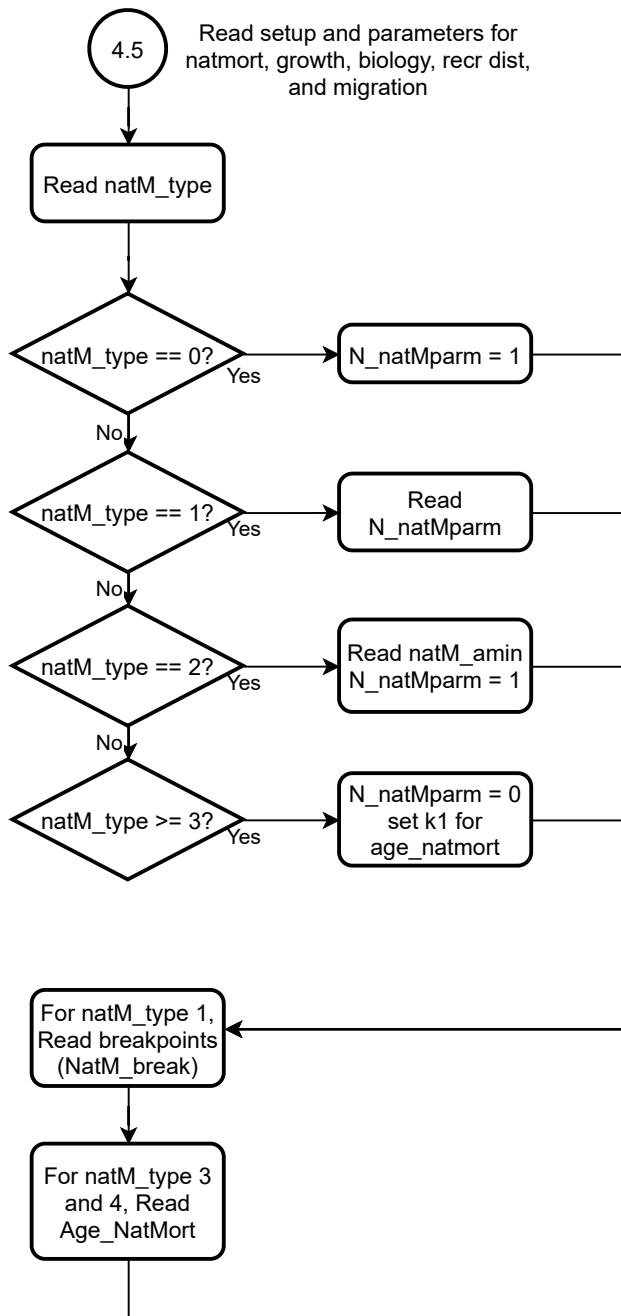 4.5
Read setup and parameters for
natmort, growth, biology, recr dist,
and migration
Read natM_type
natM_type == 0?
Yes
N_natMparm = 1
No
natM_type == 1?
Yes
Read
N_natMparm
No
natM_type == 2?
Yes
Read natM_amin
N_natMparm = 1
No
natM_type >= 3?
Yes
N_natMparm = 0
set k1 for
age_natmort
For natM_type 1,
Read breakpoints
(NatM_break)
For natM_type 3
and 4, Read
Age_NatMort